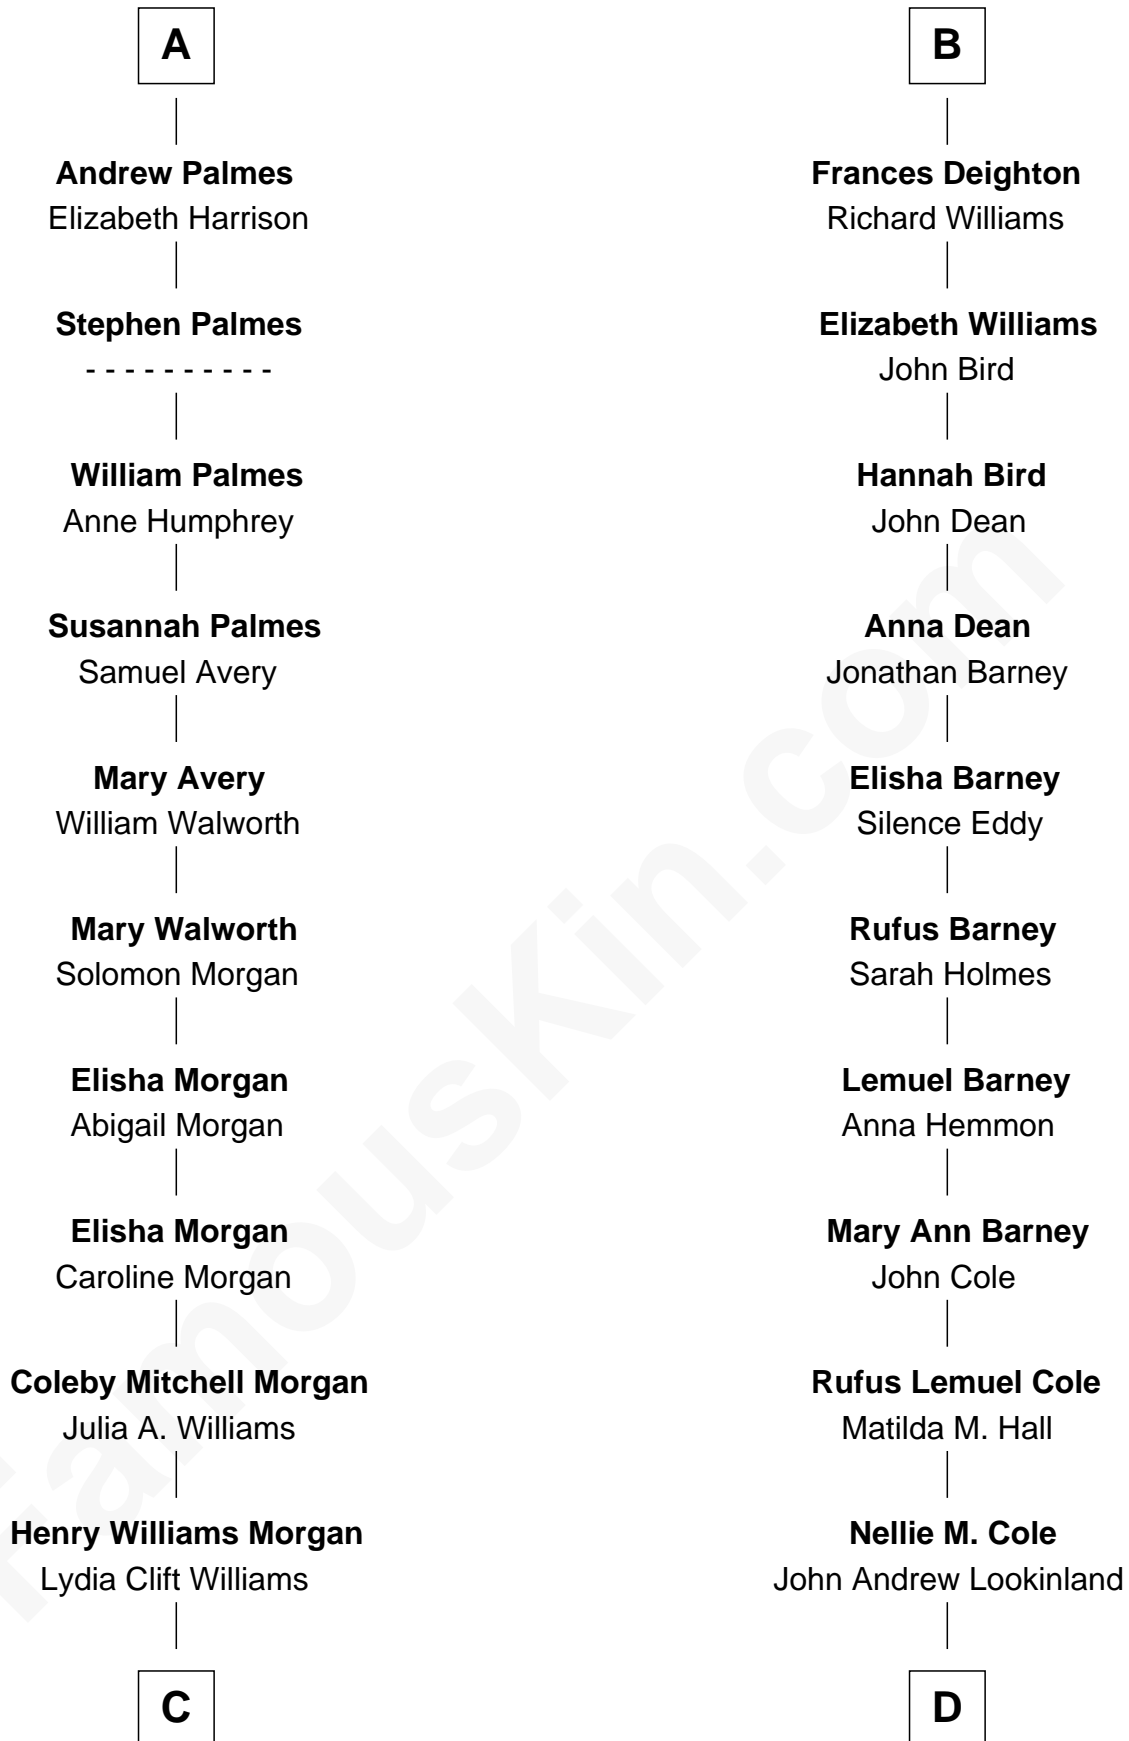 A
Andrew Palmes
Elizabeth Harrison
Stephen Palmes
- - - - - - - - - -
William Palmes
Anne Humphrey
Susannah Palmes
Samuel Avery
Mary Avery
William Walworth
Mary Walworth
Solomon Morgan
Elisha Morgan
Abigail Morgan
Elisha Morgan
Caroline Morgan
Coleby Mitchell Morgan
Julia A. Williams
Henry Williams Morgan
Lydia Clift Williams
C
B
Frances Deighton
Richard Williams
Elizabeth Williams
John Bird
Hannah Bird
John Dean
Anna Dean
Jonathan Barney
Elisha Barney
Silence Eddy
Rufus Barney
Sarah Holmes
Lemuel Barney
Anna Hemmon
Mary Ann Barney
John Cole
Rufus Lemuel Cole
Matilda M. Hall
Nellie M. Cole
John Andrew Lookinland
D
FamousKin.com